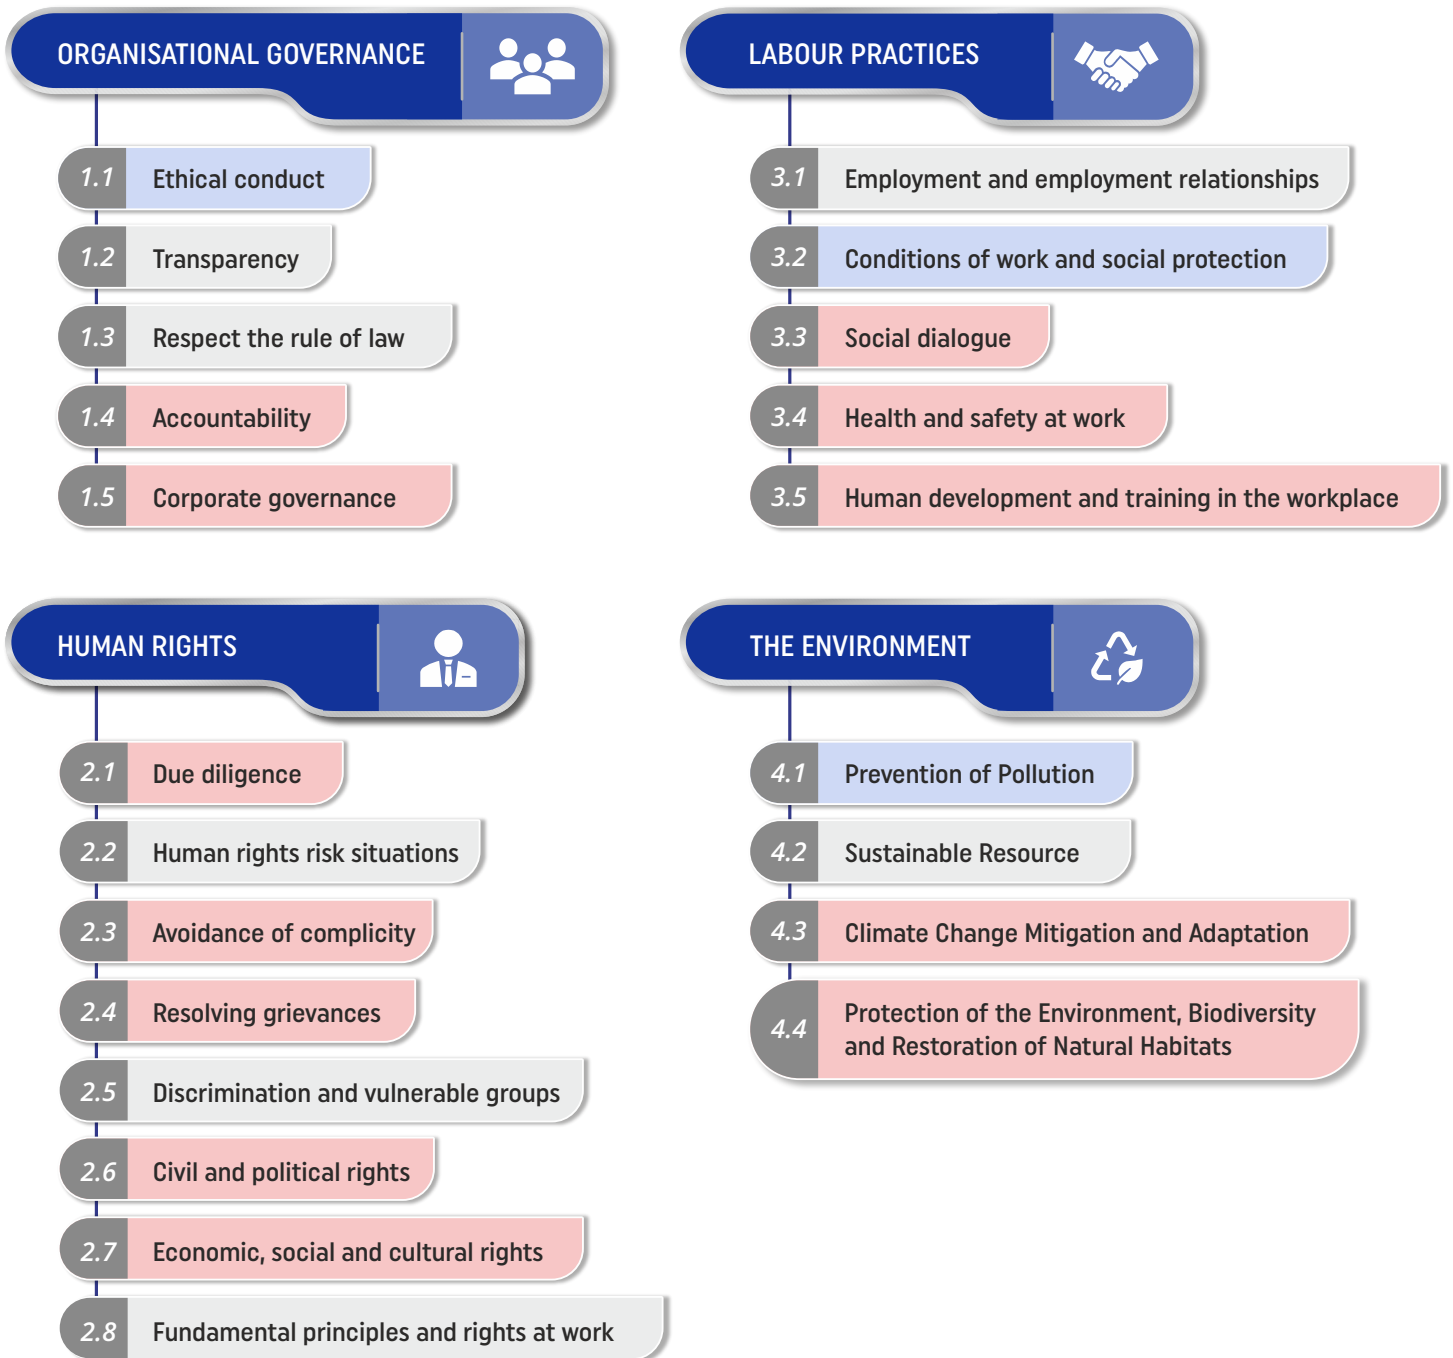 ORGANISATIONAL GOVERNANCE
1.1 Ethical conduct
1.2 Transparency
1.3 Respect the rule of law
1.4 Accountability
1.5 Corporate governance
LABOUR PRACTICES
3.1 Employment and employment relationships
3.2 Conditions of work and social protection
3.3 Social dialogue
3.4 Health and safety at work
3.5 Human development and training in the workplace
HUMAN RIGHTS
2.1 Due diligence
2.2 Human rights risk situations
2.3 Avoidance of complicity
2.4 Resolving grievances
2.5 Discrimination and vulnerable groups
2.6 Civil and political rights
2.7 Economic, social and cultural rights
2.8 Fundamental principles and rights at work
THE ENVIRONMENT
4.1 Prevention of Pollution
4.2 Sustainable Resource
4.3 Climate Change Mitigation and Adaptation
4.4 Protection of the Environment, Biodiversity
and Restoration of Natural Habitats